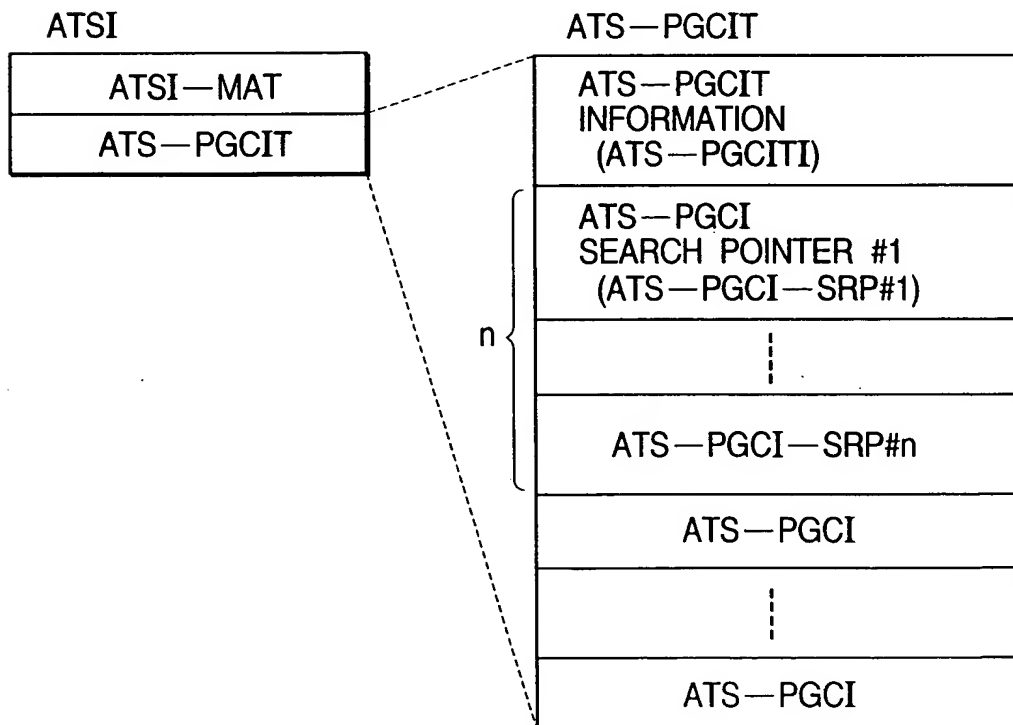 ATSI
ATSI—MAT
ATS—PGCIT
ATS—PGCIT
ATS—PGCIT
INFORMATION
(ATS—PGCITI)
ATS—PGCI
SEARCH POINTER #1
(ATS—PGCI—SRP#1)
n
ATS—PGCI—SRP#n
ATS—PGCI
ATS—PGCI